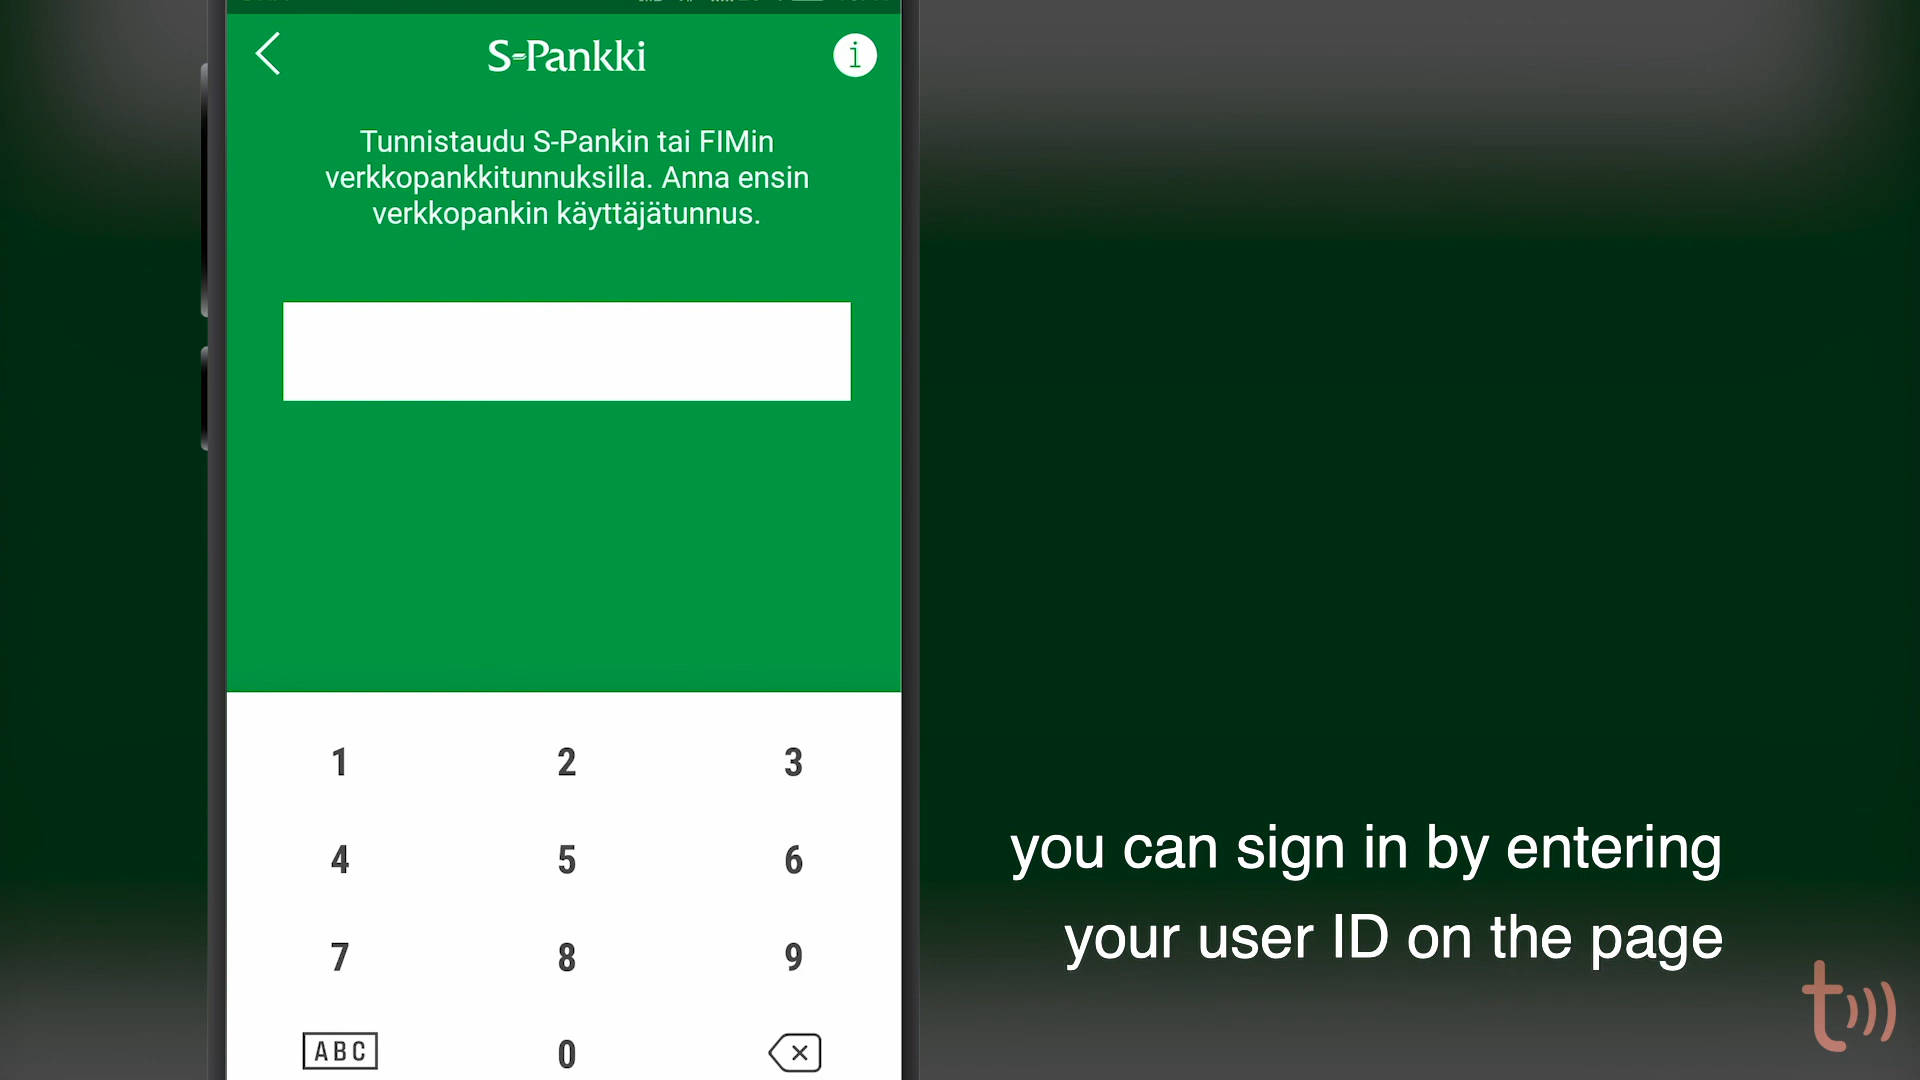 S-Pankki
i
Tunnistaudu S-Pankin tai FIMin
verkkopankkitunnuksilla. Anna ensin
verkkopankin käyttäjätunnus.
1 2 3
4 5 6
7 8 9
ABC 0
you can sign in by entering
your user ID on the page
t